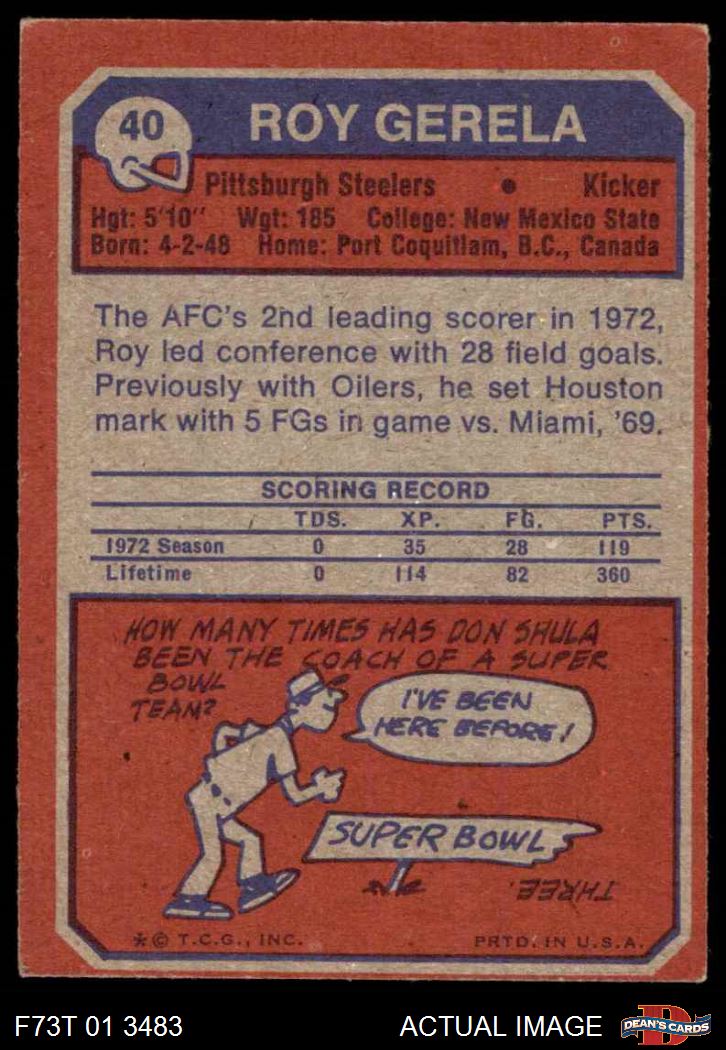 40
ROY GERELA
Pittsburgh Steelers • Kicker
Hgt: 5'10" Wgt: 185 College: New Mexico State
Born: 4-2-48 Home: Port Coquitlam, B.C., Canada
The AFC's 2nd leading scorer in 1972,
Roy led conference with 28 field goals.
Previously with Oilers, he set Houston
mark with 5 FGs in game vs. Miami, '69.
SCORING RECORD
TDS. XP. FG. PTS.
1972 Season 0 35 28 119
Lifetime 0 114 82 360
HOW MANY TIMES HAS DON SHULA
BEEN THE COACH OF A SUPER
BOWL
TEAM?
I'VE BEEN
HERE BEFORE!
SUPER BOWL
THREE.
*© T.C.G., INC. PRTD. IN U.S.A.
F73T 01 3483 ACTUAL IMAGE
D
DEAN'S CARDS